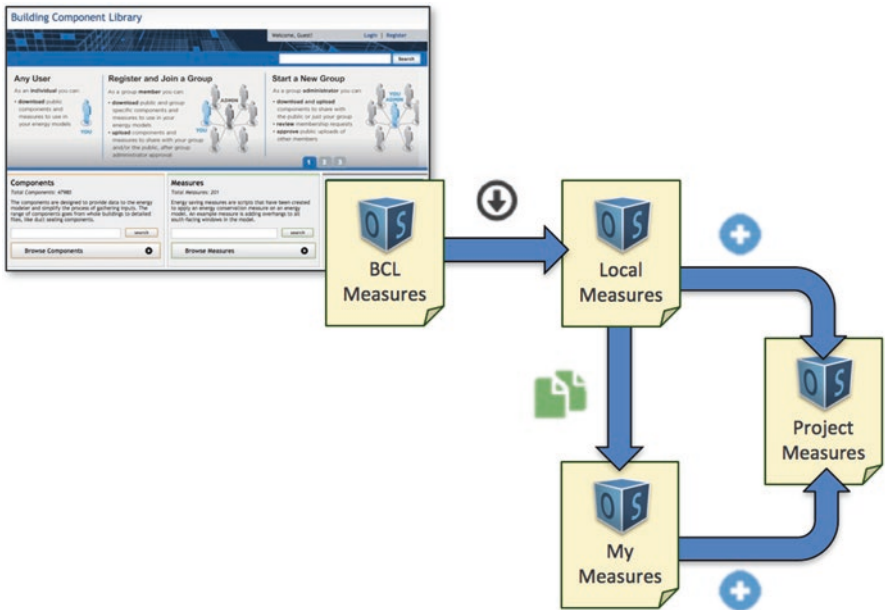 Building Component Library
Welcome, Guest!
Login | Register
Search
Any User
As an individual you can:
• download public
components and
measures to use in
your energy models
YOU
Register and Join a Group
As a group member you can:
• download public and group
specific components and
measures to use in your
energy models
• upload components and
measures to share with your group
and/or the public, after group
administrator approval
ADMIN
YOU
Start a New Group
As a group administrator you can:
• download and upload
components to share with
the public or just your group
• review membership requests
• approve public uploads of
other members
YOU
ADMIN
1 2 3
Components
Total Components: 47980
The components are designed to provide data to the energy
modeler and simplify the process of gathering inputs. The
range of components goes from whole buildings to detailed
files, like duct sealing components.
search
Browse Components
Measures
Total Measures: 201
Energy saving measures are scripts that have been created
to apply an energy conservation measure on an energy
model. An example measure is adding overhangs to all
south-facing windows in the model.
search
Browse Measures
OS
BCL
Measures
OS
Local
Measures
OS
Project
Measures
OS
My
Measures